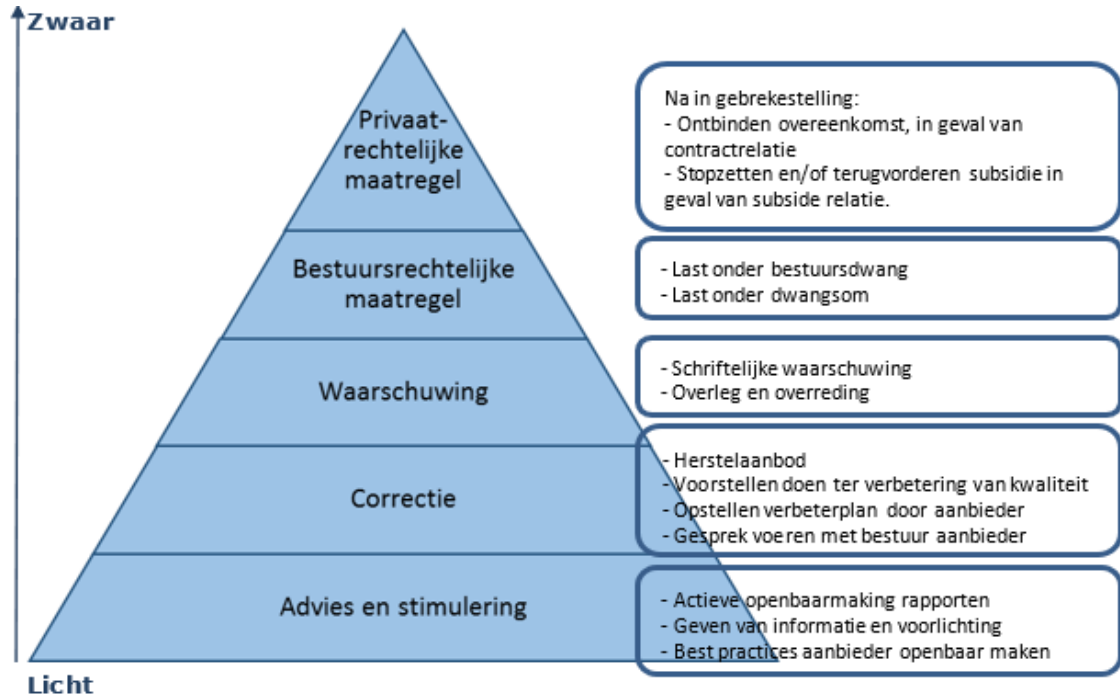 Zwaar
Privaat-
rechtelijke
maatregel
Na in gebrekestelling:
- Ontbinden overeenkomst, in geval van
contractrelatie
- Stopzetten en/of terugvorderen subsidie in
geval van subside relatie.
Bestuursrechtelijke
maatregel
- Last onder bestuursdwang
- Last onder dwangsom
Waarschuwing
- Schriftelijke waarschuwing
- Overleg en overreding
Correctie
- Herstelaanbod
- Voorstellen doen ter verbetering van kwaliteit
- Opstellen verbeterplan door aanbieder
- Gesprek voeren met bestuur aanbieder
Advies en stimulering
- Actieve openbaarmaking rapporten
- Geven van informatie en voorlichting
- Best practices aanbieder openbaar maken
Licht